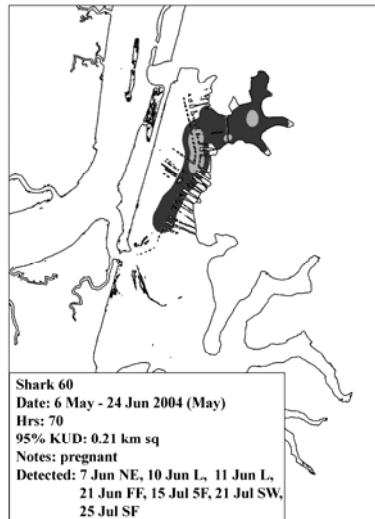 Shark 60
Date: 6 May - 24 Jun 2004 (May)
Hrs: 70
95% KUD: 0.21 km sq
Notes: pregnant
Detected: 7 Jun NE, 10 Jun L, 11 Jun L,
21 Jun FF, 15 Jul 5F, 21 Jul SW,
25 Jul SF